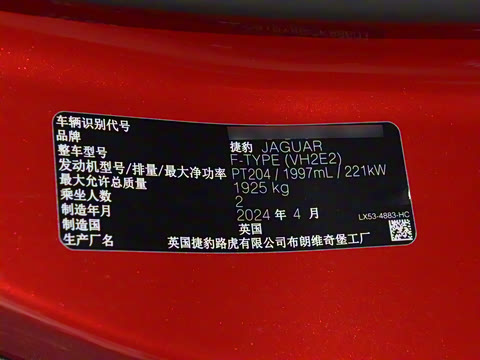 车辆识别代号
品牌 捷豹 JAGUAR
整车型号 F-TYPE (VH2E2)
发动机型号/排量/最大净功率 PT204 / 1997mL / 221kW
最大允许总质量 1925 kg
乘坐人数 2
制造年月 2024 年 4 月
制造国 英国
生产厂名 英国捷豹路虎有限公司布朗维奇堡工厂
LX53-4883-HC